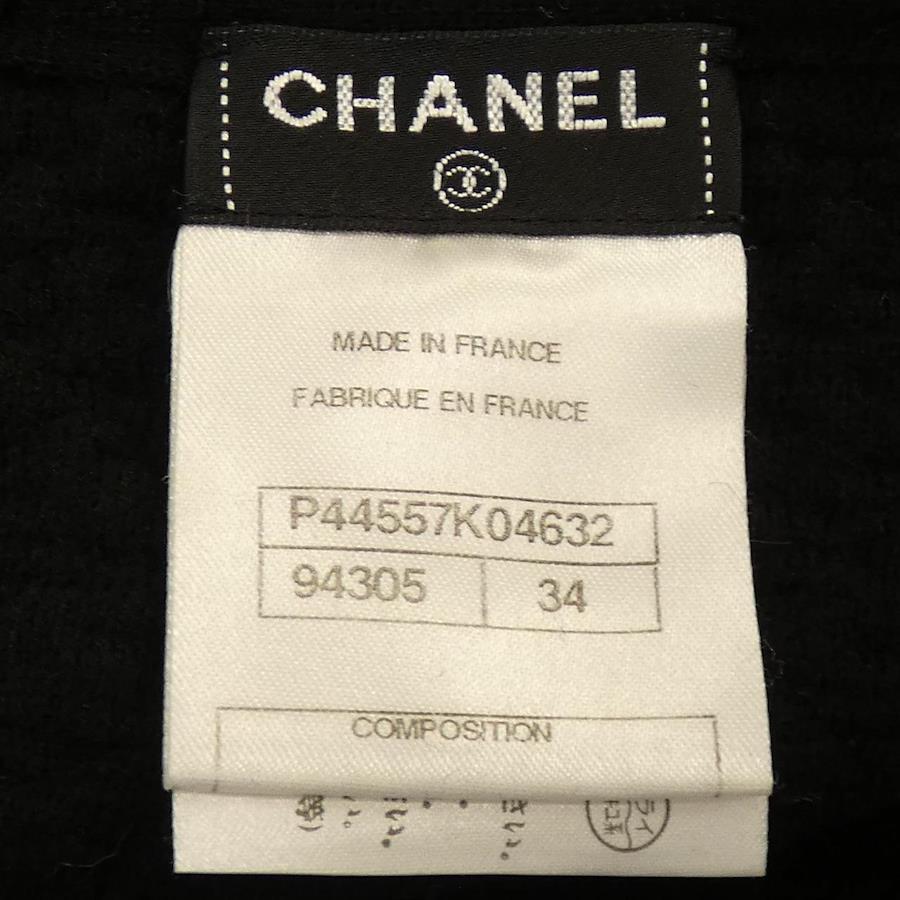 CHANEL
MADE IN FRANCE
FABRIQUE EN FRANCE
P44557K04632
94305 34
COMPOSITION